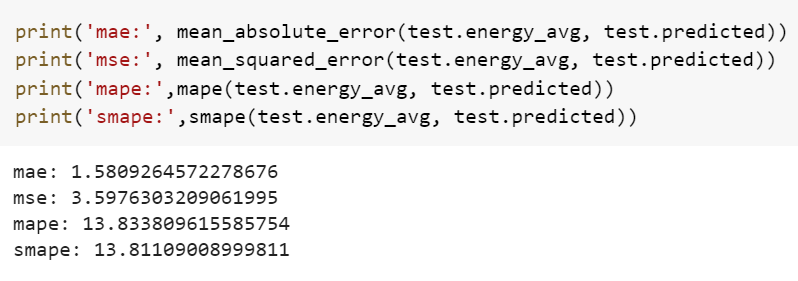 print('mae:', mean_absolute_error(test.energy_avg, test.predicted))
print('mse:', mean_squared_error(test.energy_avg, test.predicted))
print('mape:',mape(test.energy_avg, test.predicted))
print('smape:',smape(test.energy_avg, test.predicted))
mae: 1.5809264572278676
mse: 3.5976303209061995
mape: 13.833809615585754
smape: 13.81109008999811